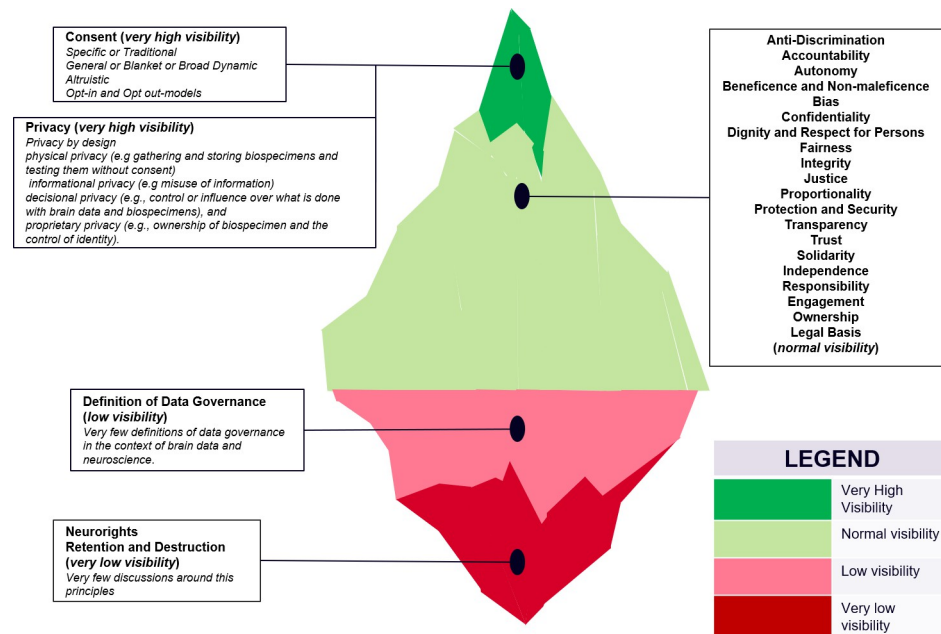 Consent (very high visibility)
Specific or Traditional
General or Blanket or Broad Dynamic
Altruistic
Opt-in and Opt out-models
Privacy (very high visibility)
Privacy by design
physical privacy (e.g gathering and storing biospecimens and
testing them without consent)
informational privacy (e.g misuse of information)
decisional privacy (e.g., control or influence over what is done
with brain data and biospecimens), and
proprietary privacy (e.g., ownership of biospecimen and the
control of identity).
Definition of Data Governance
(low visibility)
Very few definitions of data governance
in the context of brain data and
neuroscience.
Neurorights
Retention and Destruction
(very low visibility)
Very few discussions around this
principles
Anti-Discrimination
Accountability
Autonomy
Beneficence and Non-maleficence
Bias
Confidentiality
Dignity and Respect for Persons
Fairness
Integrity
Justice
Proportionality
Protection and Security
Transparency
Trust
Solidarity
Independence
Responsibility
Engagement
Ownership
Legal Basis
(normal visibility)
LEGEND
Very High
Visibility
Normal visibility
Low visibility
Very low
visibility